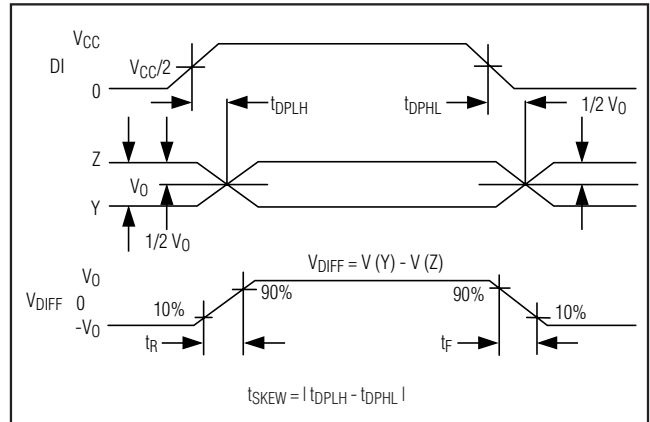 VCC
DI
VCC/2
0
tDPLH
tDPHL
1/2 VO
Z
VO
Y
1/2 VO
VDIFF = V (Y) - V (Z)
VO
VDIFF 0
-VO
10%
90%
90%
10%
tR
tF
tSKEW = | tDPLH - tDPHL |